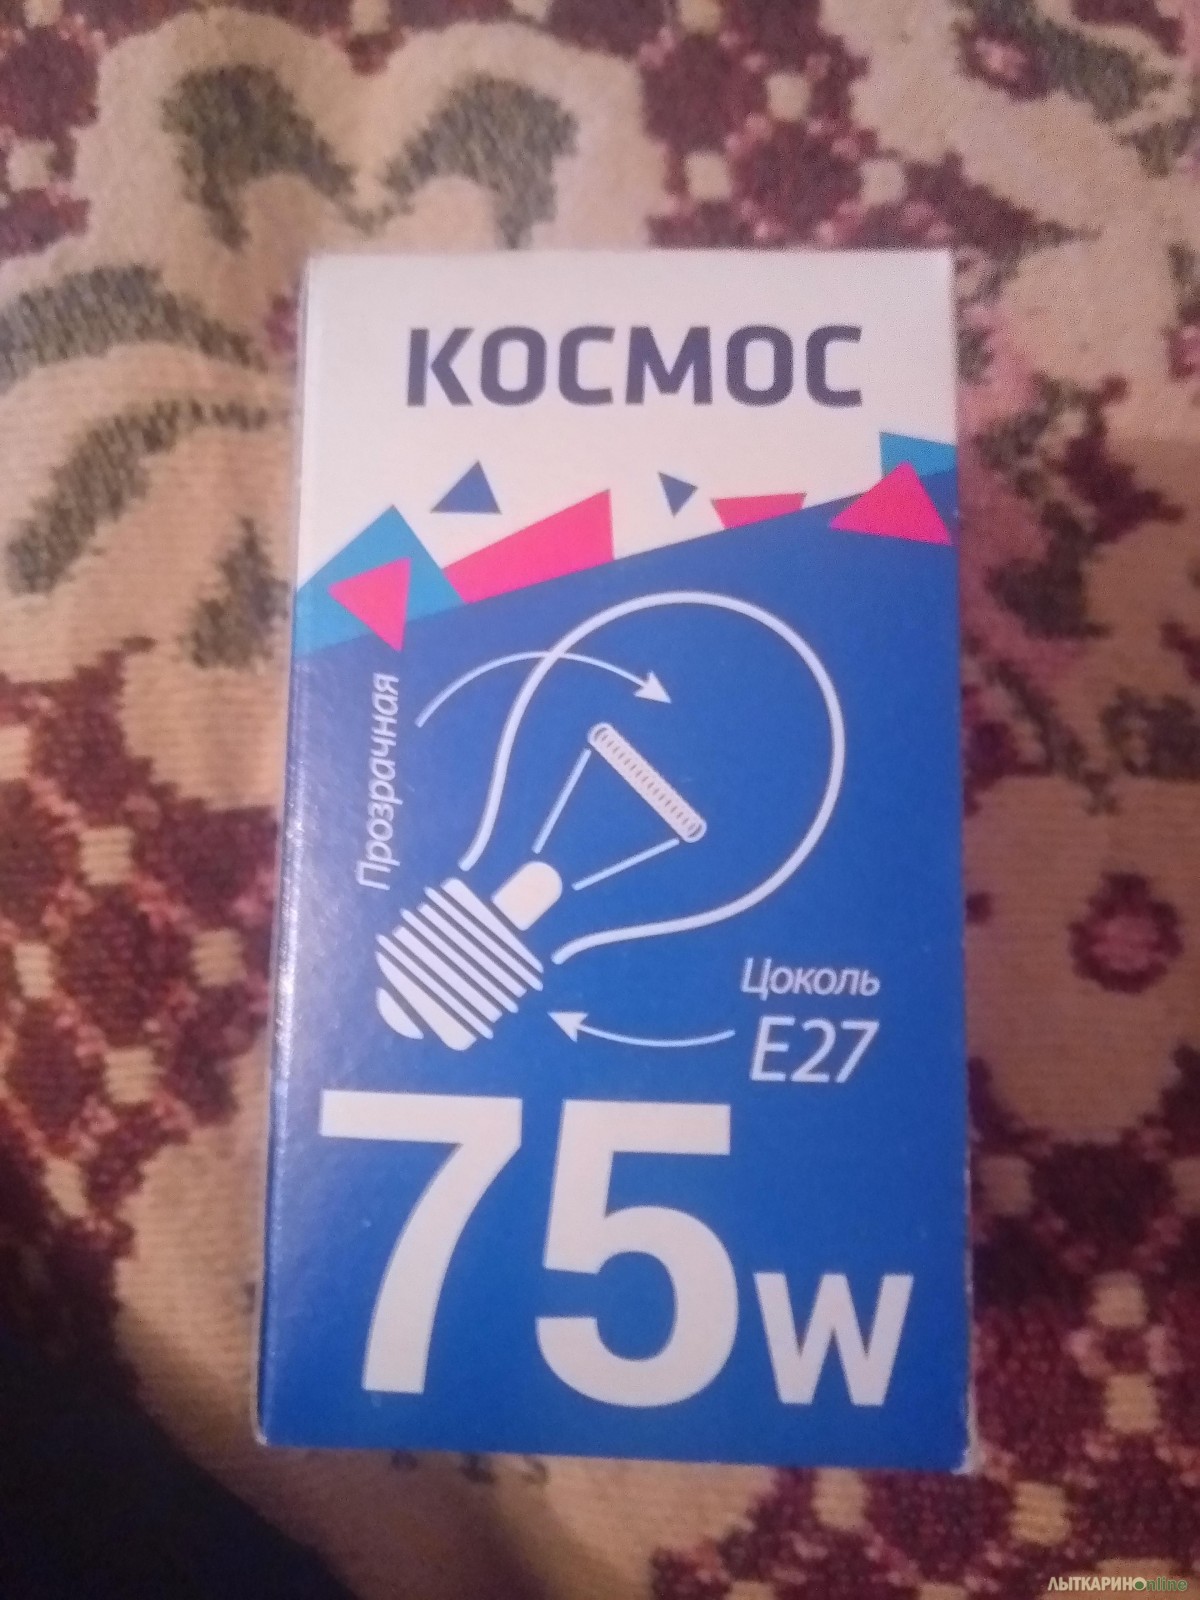 КОСМОС
Прозрачная
Цоколь
E27
75W
ЛЫТКАРИНОonline